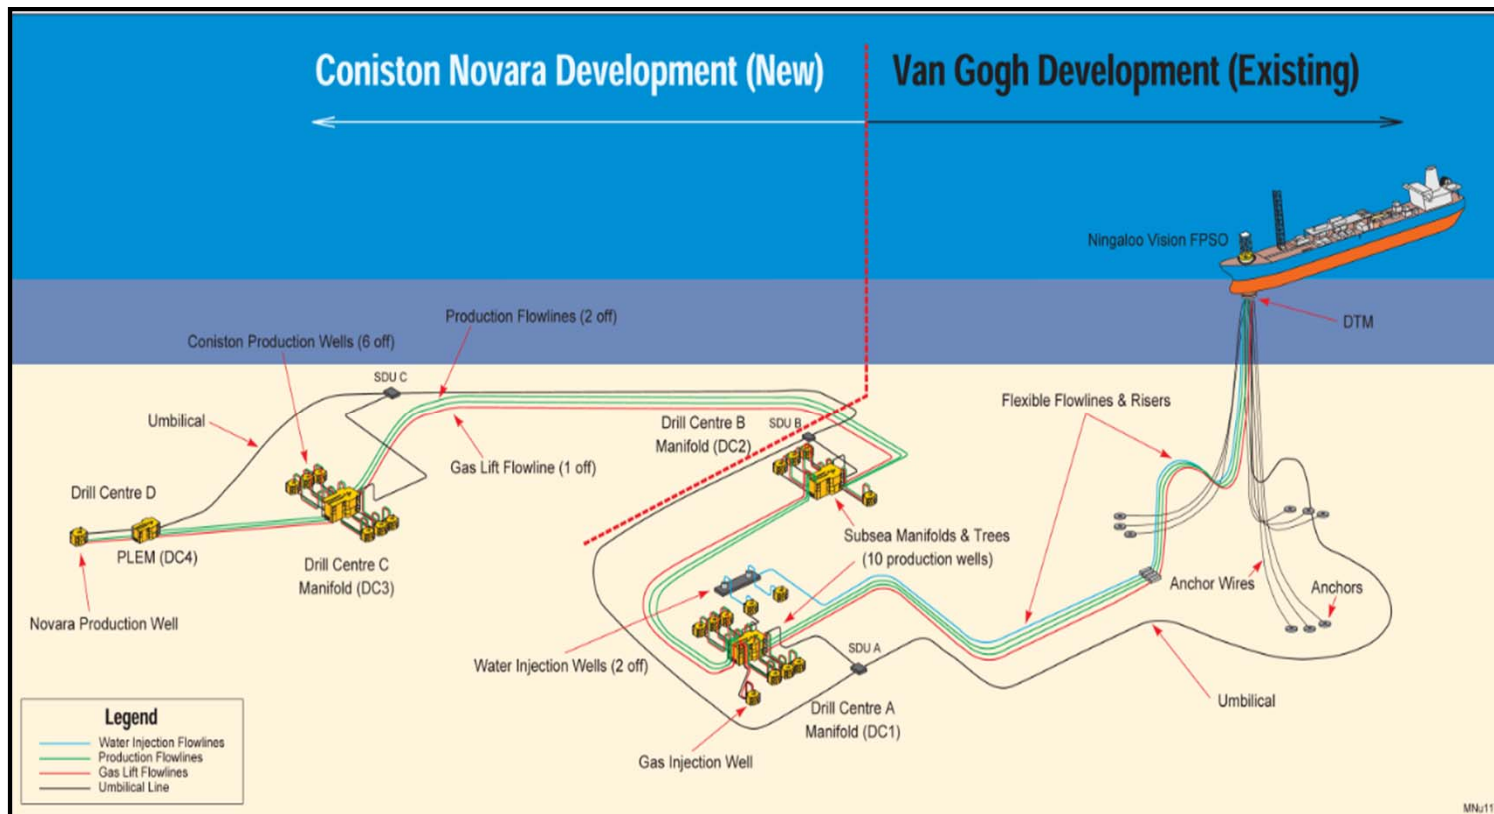 Coniston Novara Development (New)
Van Gogh Development (Existing)
Ningaloo Vision FPSO
DTM
Production Flowlines (2 off)
Coniston Production Wells (6 off)
SDU C
Umbilical
Gas Lift Flowline (1 off)
Drill Centre B
Manifold (DC2)
SDU B
Flexible Flowlines & Risers
Drill Centre D
PLEM (DC4)
Drill Centre C
Manifold (DC3)
Novara Production Well
Subsea Manifolds & Trees
(10 production wells)
Anchor Wires
Anchors
Water Injection Wells (2 off)
SDU A
Drill Centre A
Manifold (DC1)
Umbilical
Gas Injection Well
Legend
Water Injection Flowlines
Production Flowlines
Gas Lift Flowlines
Umbilical Line
MNu11